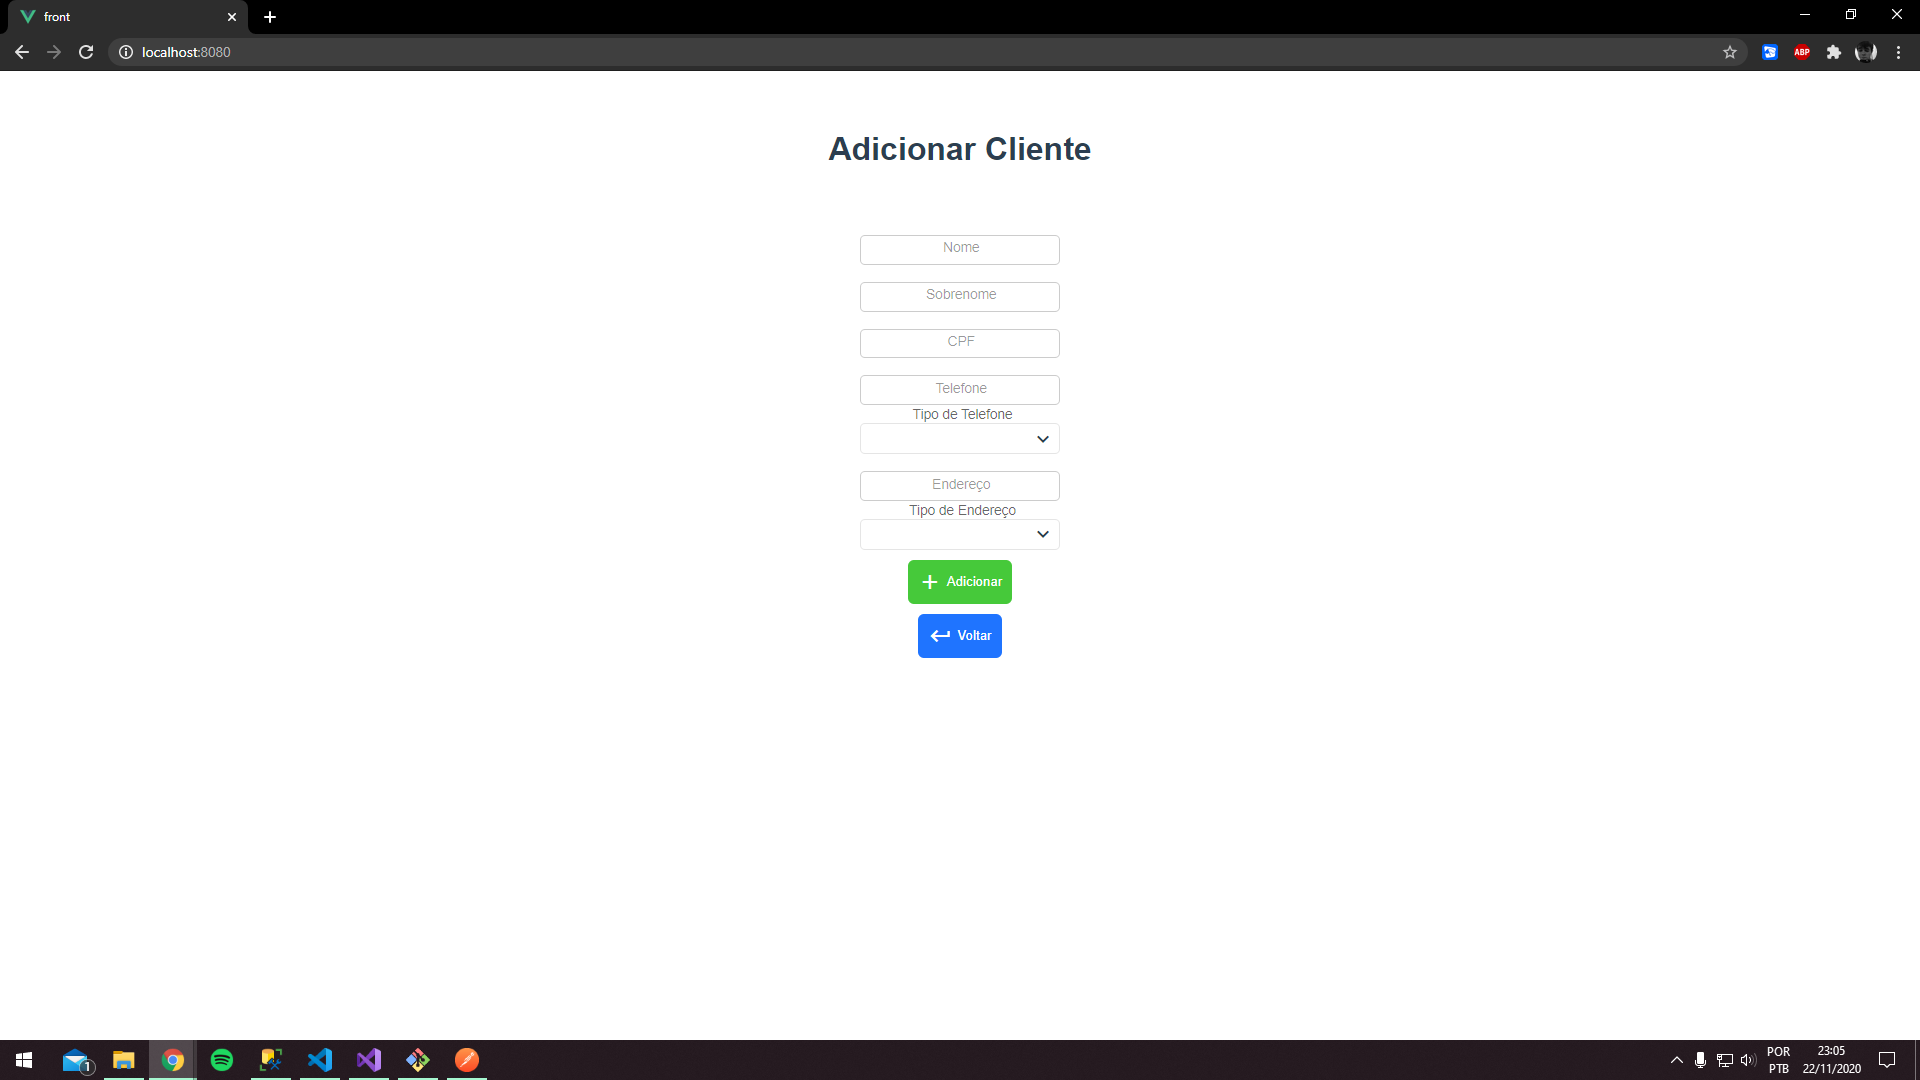 front
localhost:8080
ABP
Adicionar Cliente
Nome
Sobrenome
CPF
Telefone
Tipo de Telefone
Endereço
Tipo de Endereço
Adicionar
Voltar
1
POR
PTB
23:05
22/11/2020